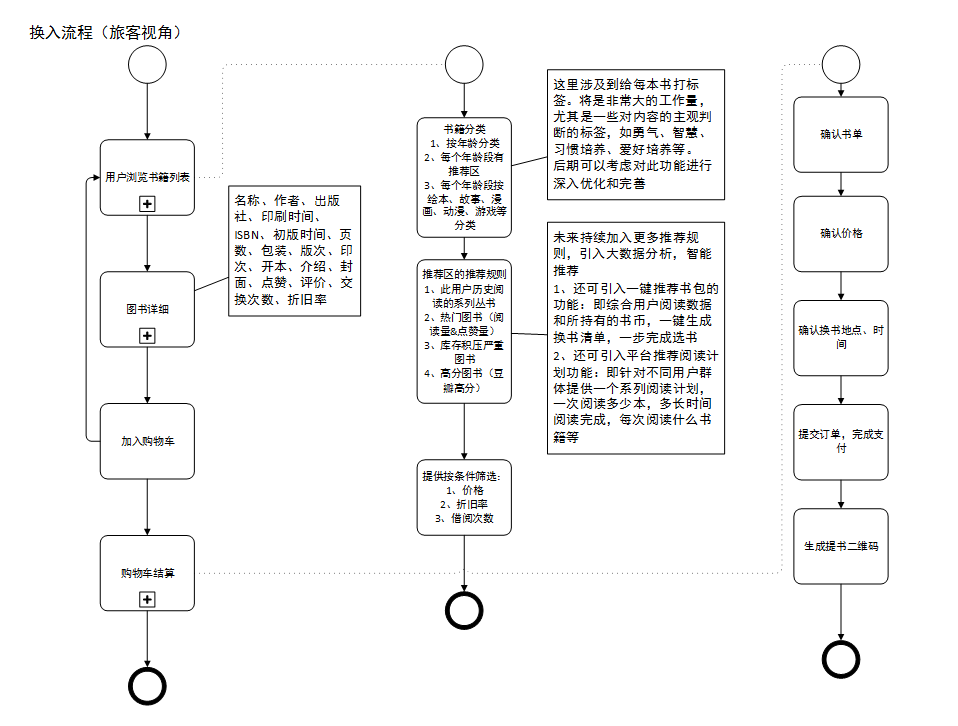 换入流程（旅客视角）
用户浏览书籍列表
图书详细
加入购物车
购物车结算
名称、作者、出版
社、印刷时间、
ISBN、初版时间、页
数、包装、版次、印
次、开本、介绍、封
面、点赞、评价、交
换次数、折旧率
书籍分类
1、按年龄分类
2、每个年龄段有
推荐区
3、每个年龄段按
绘本、故事、漫
画、动漫、游戏等
分类
推荐区的推荐规则
1、此用户历史阅
读的系列丛书
2、热门图书（阅
读量&点赞量）
3、库存积压严重
图书
4、高分图书（豆
瓣高分）
提供按条件筛选：
1、价格
2、折旧率
3、借阅次数
这里涉及到给每本书打标
签。将是非常大的工作量，
尤其是一些对内容的主观判
断的标签，如勇气、智慧、
习惯培养、爱好培养等。
后期可以考虑对此功能进行
深入优化和完善
未来持续加入更多推荐规
则，引入大数据分析，智能
推荐
1、还可引入一键推荐书包的
功能：即综合用户阅读数据
和所持有的书币，一键生成
换书清单，一步完成选书
2、还可引入平台推荐阅读计
划功能：即针对不同用户群
体提供一个系列阅读计划，
一次阅读多少本，多长时间
阅读完成，每次阅读什么书
籍等
确认书单
确认价格
确认换书地点、时
间
提交订单，完成支
付
生成提书二维码